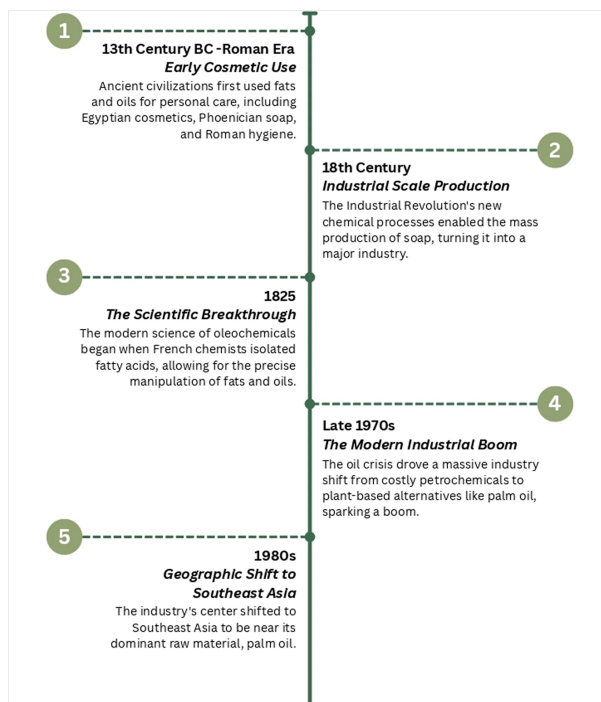 1
13th Century BC -Roman Era
Early Cosmetic Use
Ancient civilizations first used fats
and oils for personal care, including
Egyptian cosmetics, Phoenician soap,
and Roman hygiene.
2
18th Century
Industrial Scale Production
The Industrial Revolution's new
chemical processes enabled the mass
production of soap, turning it into a
major industry.
3
1825
The Scientific Breakthrough
The modern science of oleochemicals
began when French chemists isolated
fatty acids, allowing for the precise
manipulation of fats and oils.
4
Late 1970s
The Modern Industrial Boom
The oil crisis drove a massive industry
shift from costly petrochemicals to
plant-based alternatives like palm oil,
sparking a boom.
5
1980s
Geographic Shift to
Southeast Asia
The industry's center shifted to
Southeast Asia to be near its
dominant raw material, palm oil.